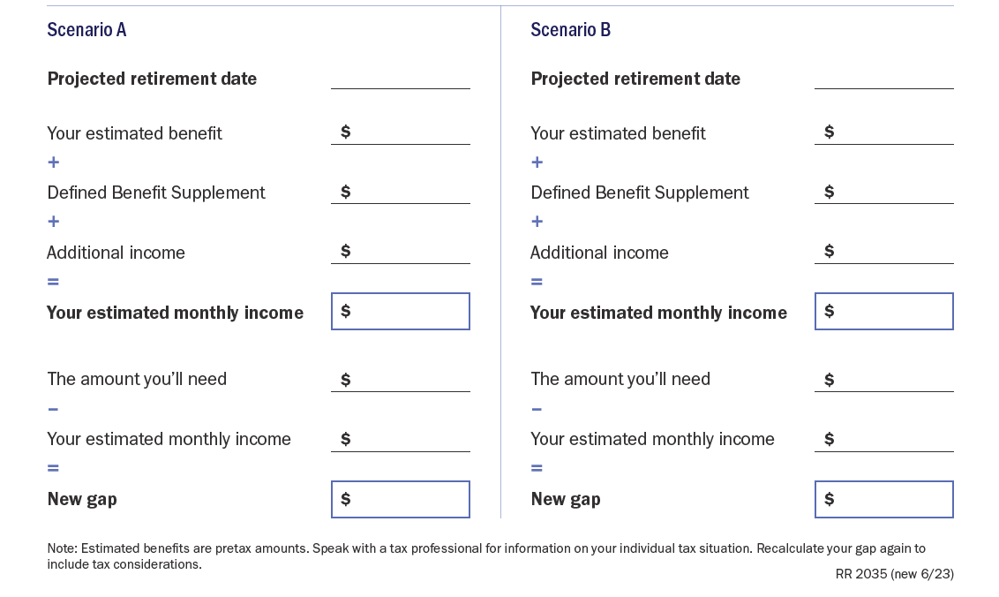 Scenario A
Projected retirement date
Your estimated benefit $
+
Defined Benefit Supplement $
+
Additional income $
=
Your estimated monthly income $
The amount you’ll need $
–
Your estimated monthly income $
=
New gap $
Scenario B
Projected retirement date
Your estimated benefit $
+
Defined Benefit Supplement $
+
Additional income $
=
Your estimated monthly income $
The amount you’ll need $
–
Your estimated monthly income $
=
New gap $
Note: Estimated benefits are pretax amounts. Speak with a tax professional for information on your individual tax situation. Recalculate your gap again to
include tax considerations.
RR 2035 (new 6/23)